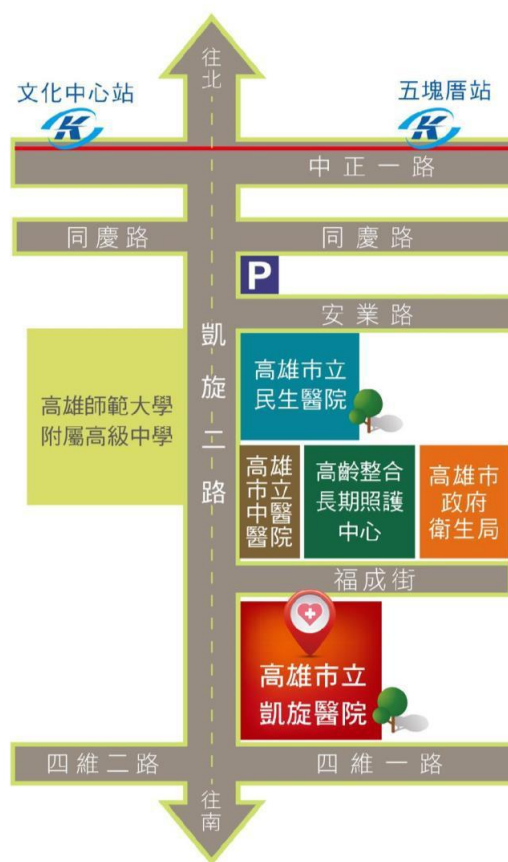 往北
文化中心站
五塊厝站
中正一路
同慶路
同慶路
P
安業路
凱旋二路
高雄市立
民生醫院
高雄師範大學
附屬高級中學
高雄
市立
中醫
醫院
高齡整合
長期照護
中心
高雄市
政府
衛生局
福成街
高雄市立
凱旋醫院
四維二路
四維一路
往南